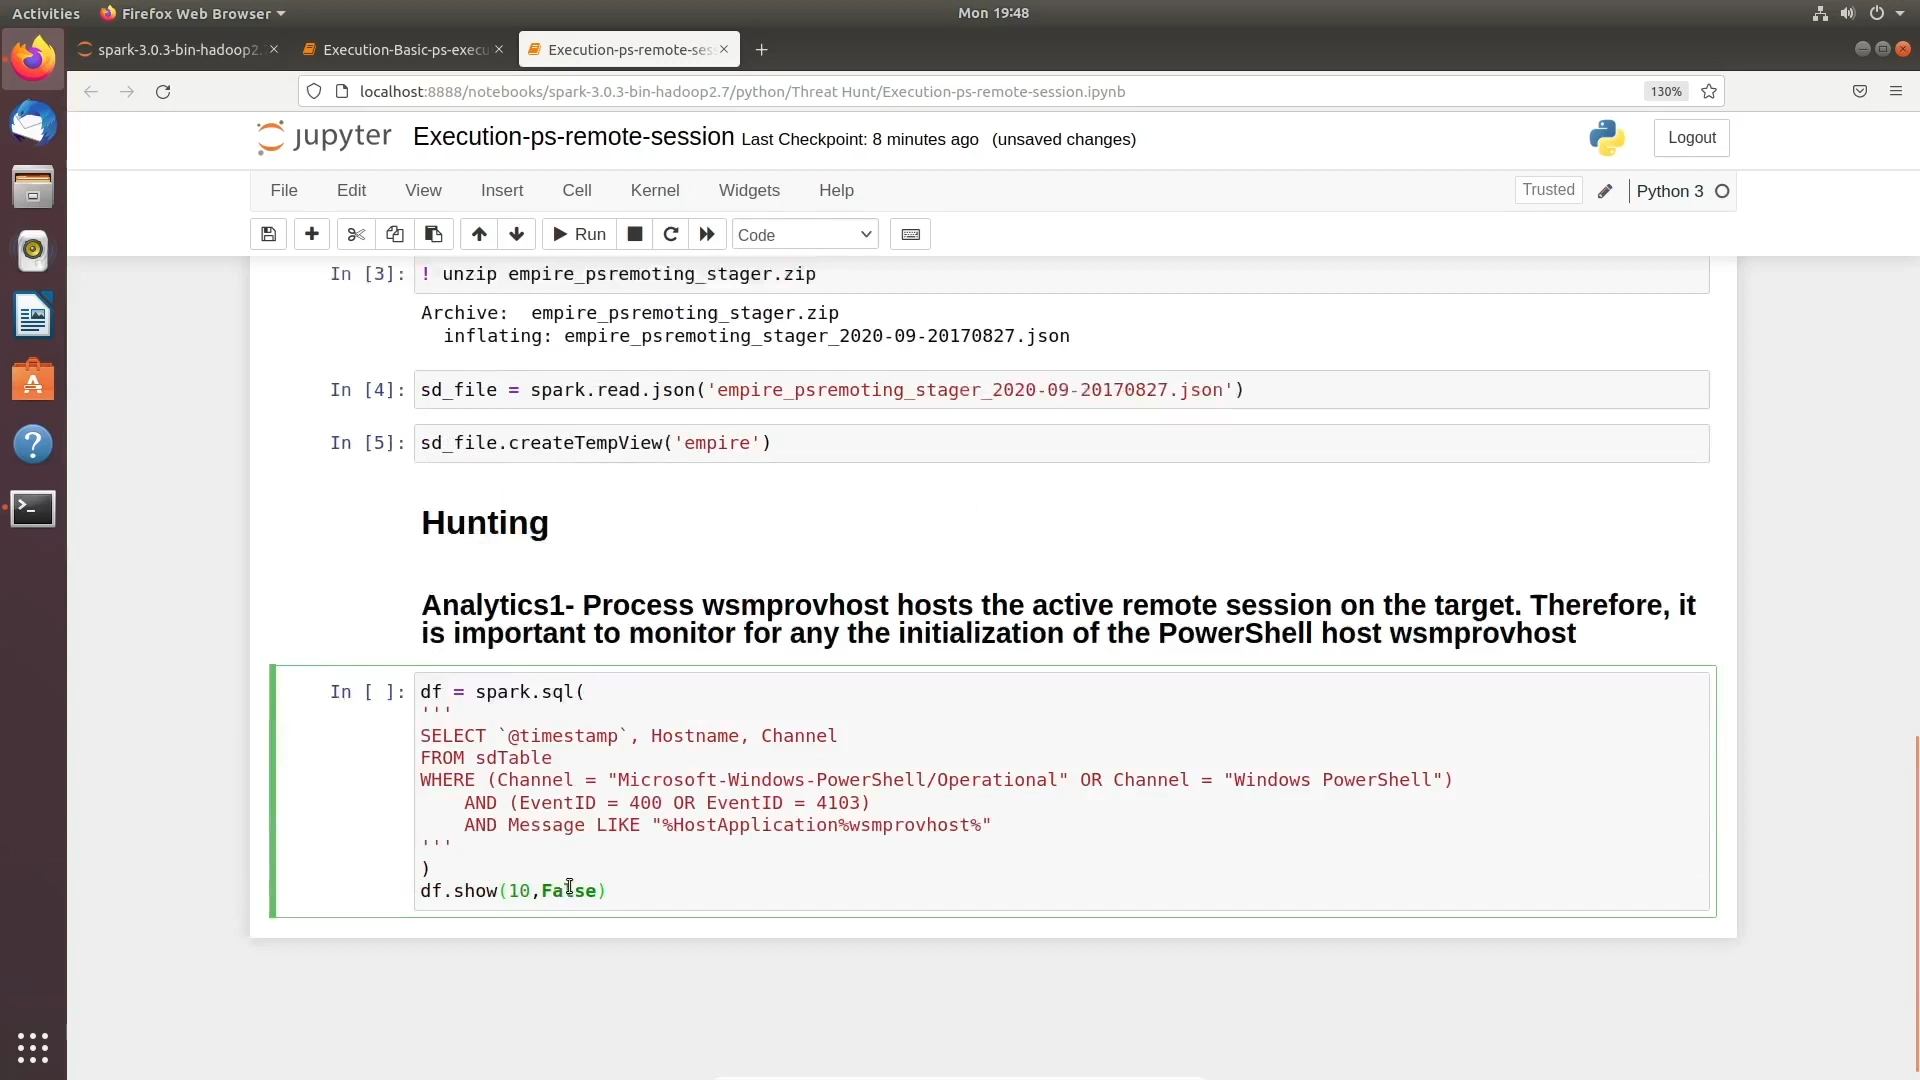 Activities
Firefox Web Browser
Mon 19:48
spark-3.0.3-bin-hadoop2.
Execution-Basic-ps-execu
Execution-ps-remote-ses
localhost:8888/notebooks/spark-3.0.3-bin-hadoop2.7/python/Threat Hunt/Execution-ps-remote-session.ipynb
130%
jupyter
Execution-ps-remote-session Last Checkpoint: 8 minutes ago (unsaved changes)
Logout
File Edit View Insert Cell Kernel Widgets Help
Trusted
Python 3
Run
Code
In [3]: ! unzip empire_psremoting_stager.zip
Archive:  empire_psremoting_stager.zip
  inflating: empire_psremoting_stager_2020-09-20170827.json
In [4]: sd_file = spark.read.json('empire_psremoting_stager_2020-09-20170827.json')
In [5]: sd_file.createTempView('empire')
Hunting
Analytics1- Process wsmprovhost hosts the active remote session on the target. Therefore, it
is important to monitor for any the initialization of the PowerShell host wsmprovhost
In [ ]: df = spark.sql(
'''
SELECT `@timestamp`, Hostname, Channel
FROM sdTable
WHERE (Channel = "Microsoft-Windows-PowerShell/Operational" OR Channel = "Windows PowerShell")
    AND (EventID = 400 OR EventID = 4103)
    AND Message LIKE "%HostApplication%wsmprovhost%"
'''
)
df.show(10,False)